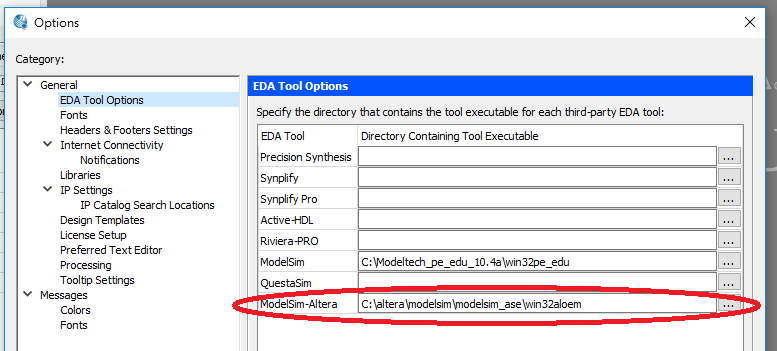 Options
Category:
General
EDA Tool Options
Fonts
Headers & Footers Settings
Internet Connectivity
Notifications
Libraries
IP Settings
IP Catalog Search Locations
Design Templates
License Setup
Preferred Text Editor
Processing
Tooltip Settings
Messages
Colors
Fonts
EDA Tool Options
Specify the directory that contains the tool executable for each third-party EDA tool:
EDA Tool Directory Containing Tool Executable
Precision Synthesis ...
Synplify ...
Synplify Pro ...
Active-HDL ...
Riviera-PRO ...
ModelSim C:\Modeltech_pe_edu_10.4a\win32pe_edu ...
QuestaSim ...
ModelSim-Altera C:\altera\modelsim\modelsim_ase\win32aloem ...